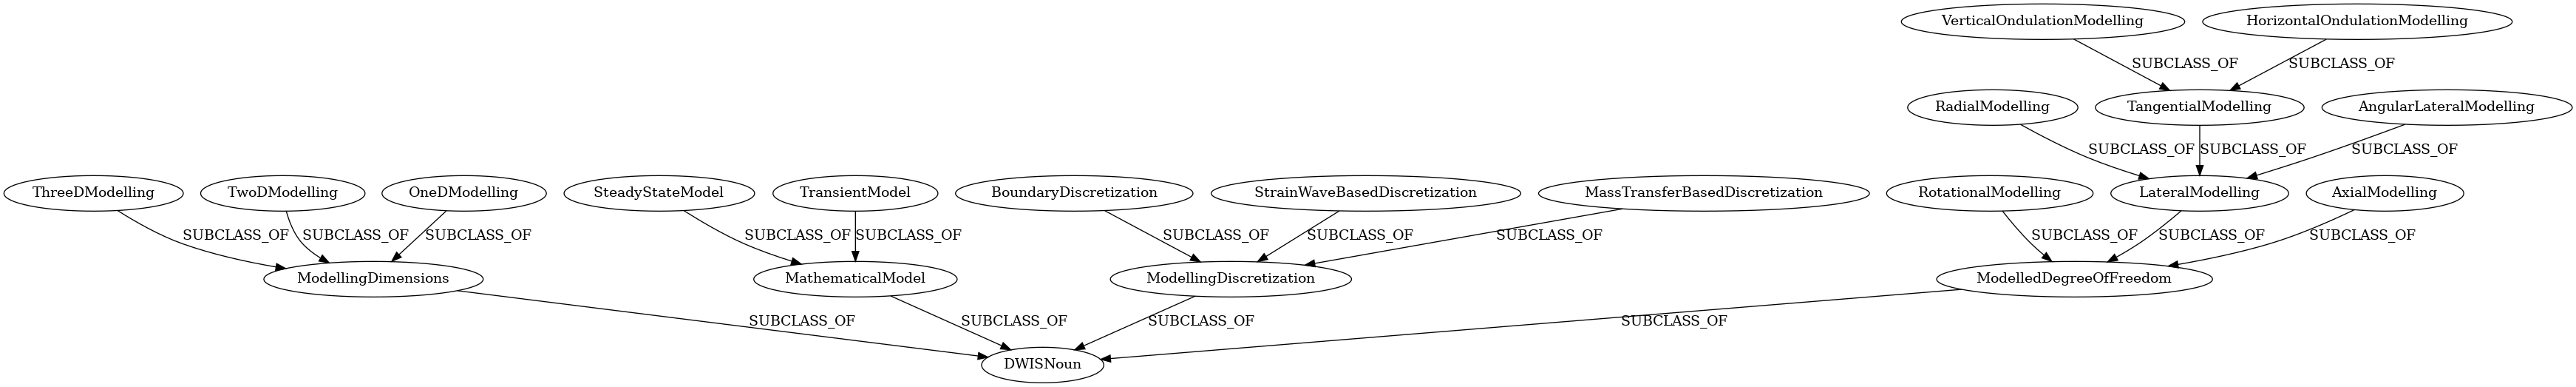 VerticalOndulationModelling HorizontalOndulationModelling
SUBCLASS_OF SUBCLASS_OF
RadialModelling TangentialModelling AngularLateralModelling
SUBCLASS_OF SUBCLASS_OF SUBCLASS_OF
ThreeDModelling TwoDModelling OneDModelling SteadyStateModel TransientModel BoundaryDiscretization StrainWaveBasedDiscretization MassTransferBasedDiscretization RotationalModelling LateralModelling AxialModelling
SUBCLASS_OF SUBCLASS_OF SUBCLASS_OF SUBCLASS_OF SUBCLASS_OF SUBCLASS_OF SUBCLASS_OF SUBCLASS_OF SUBCLASS_OF SUBCLASS_OF SUBCLASS_OF
ModellingDimensions MathematicalModel ModellingDiscretization ModelledDegreeOfFreedom
SUBCLASS_OF SUBCLASS_OF SUBCLASS_OF SUBCLASS_OF
DWISNoun